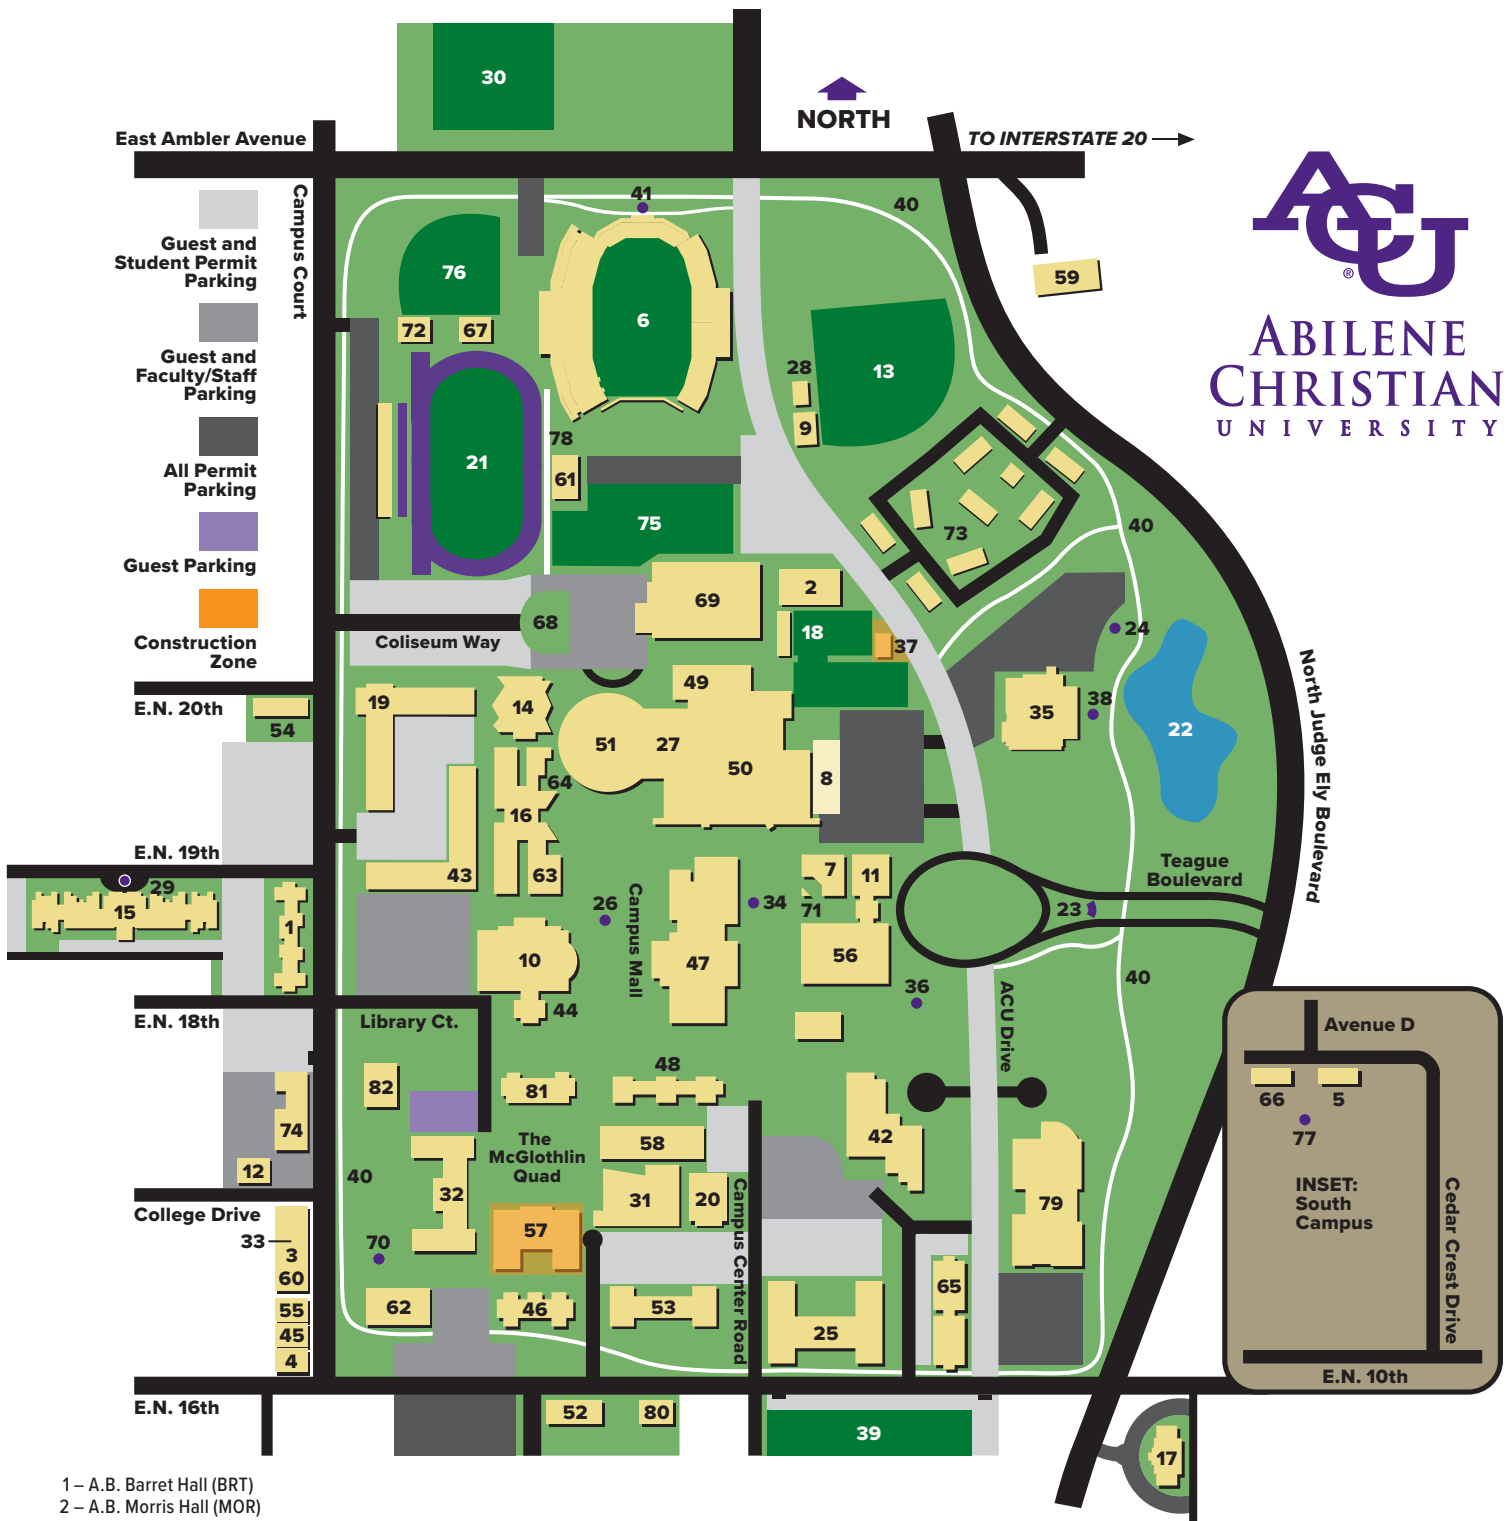 30
NORTH
East Ambler Avenue
TO INTERSTATE 20
ACU
®
ABILENE
CHRISTIAN
UNIVERSITY
Campus Court
Guest and
Student Permit
Parking
Guest and
Faculty/Staff
Parking
All Permit
Parking
Guest Parking
Construction
Zone
41
40
76
6
59
72
67
28
13
9
78
21
61
75
73
40
69
2
68
18
37
24
Coliseum Way
E.N. 20th
54
19
14
49
51
27
50
8
35
38
22
North Judge Ely Boulevard
64
16
63
43
E.N. 19th
29
15
1
26
Campus Mall
34
7
11
71
Teague
Boulevard
23
10
47
56
44
36
40
ACU Drive
E.N. 18th
Library Ct.
82
81
48
74
12
The
McGlothlin
Quad
58
42
40
32
31
20
79
College Drive
33
3
60
57
70
Campus Center Road
55
45
4
62
46
53
25
65
Avenue D
66
5
77
INSET:
South
Campus
Cedar Crest Drive
E.N. 10th
E.N. 16th
52
80
39
17
1 – A.B. Barret Hall (BRT)
2 – A.B. Morris Hall (MOR)